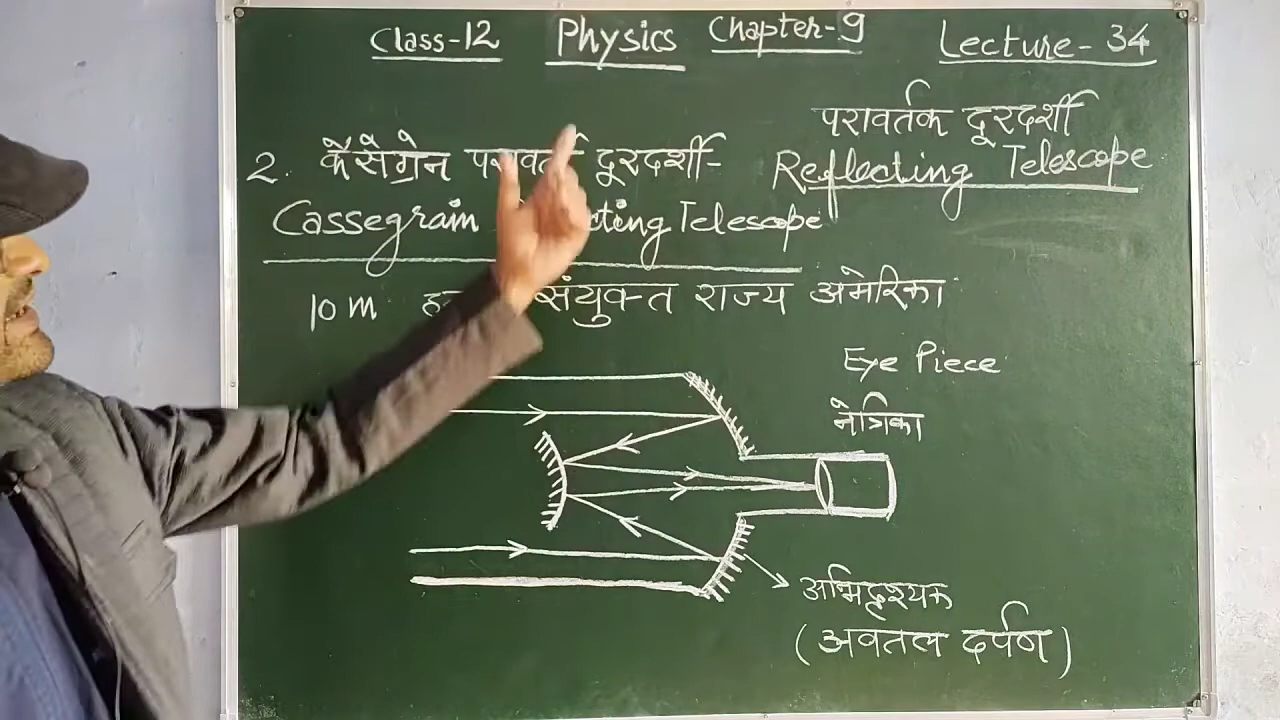 Class-12 Physics Chapter-9 Lecture-34
परावर्तक दूरदर्शी
Reflecting Telescope
2. कैसेग्रेन दूरदर्शी-
Cassegrain Telescope
10 m संयुक्त राज्य अमेरिका
Eye Piece
नेत्रिका
अभिदृश्यक
(अवतल दर्पण)